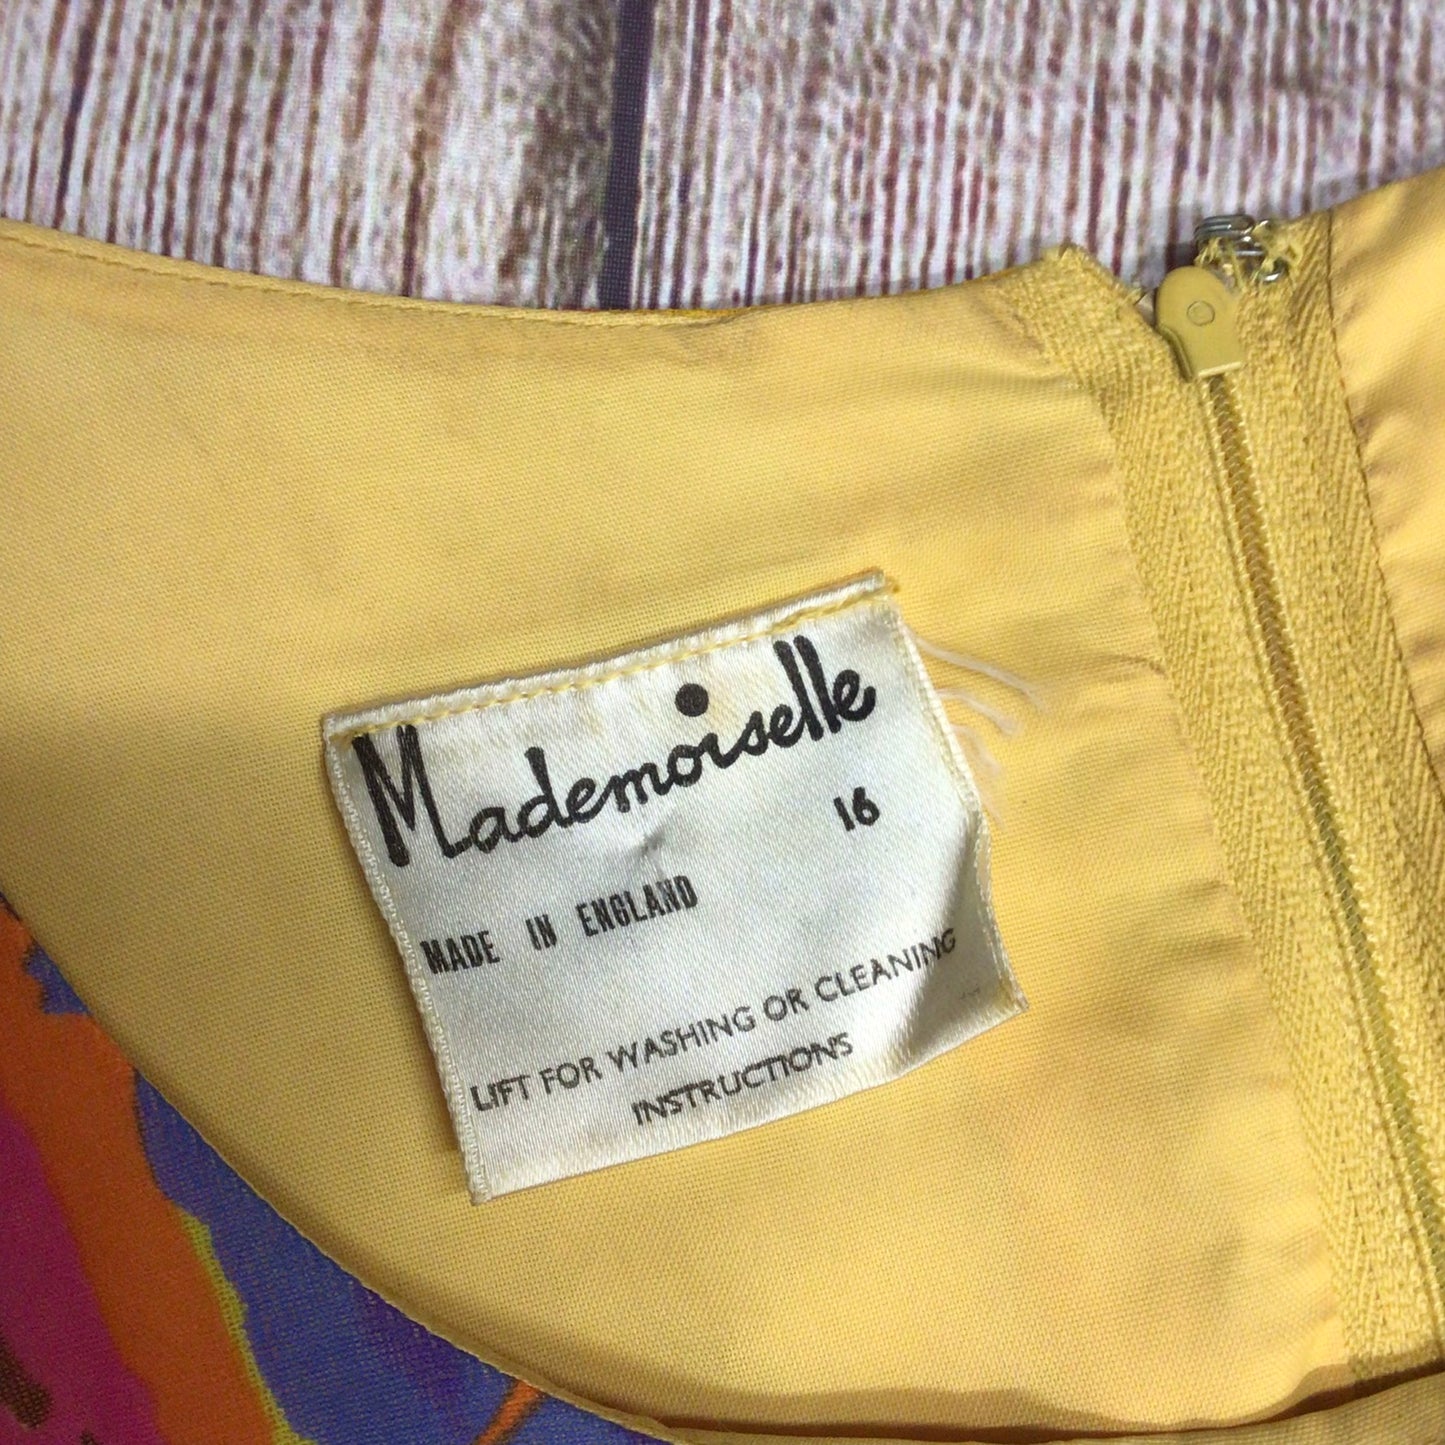 Mademoiselle
16
MADE IN ENGLAND
LIFT FOR WASHING OR CLEANING
INSTRUCTIONS